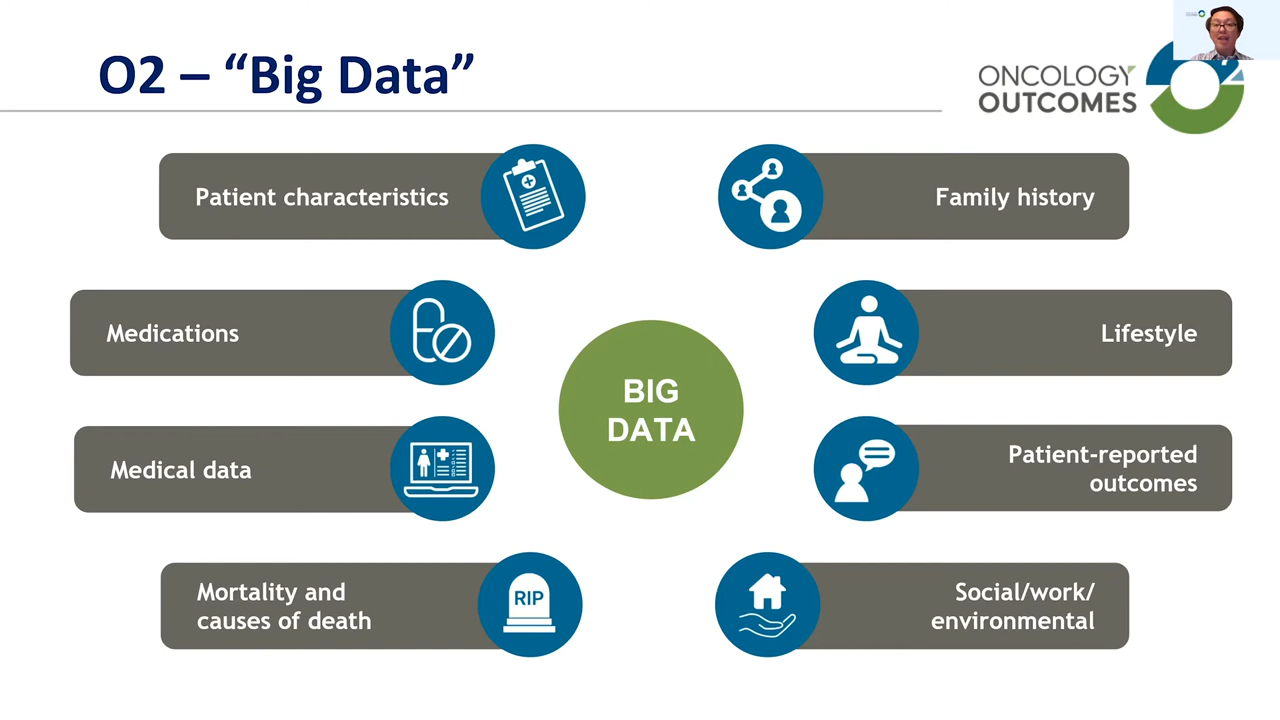 O2 – “Big Data”
ONCOLOGY
OUTCOMES
2
Patient characteristics
Family history
Medications
Lifestyle
BIG
DATA
Medical data
Patient-reported
outcomes
Mortality and
causes of death
RIP
Social/work/
environmental